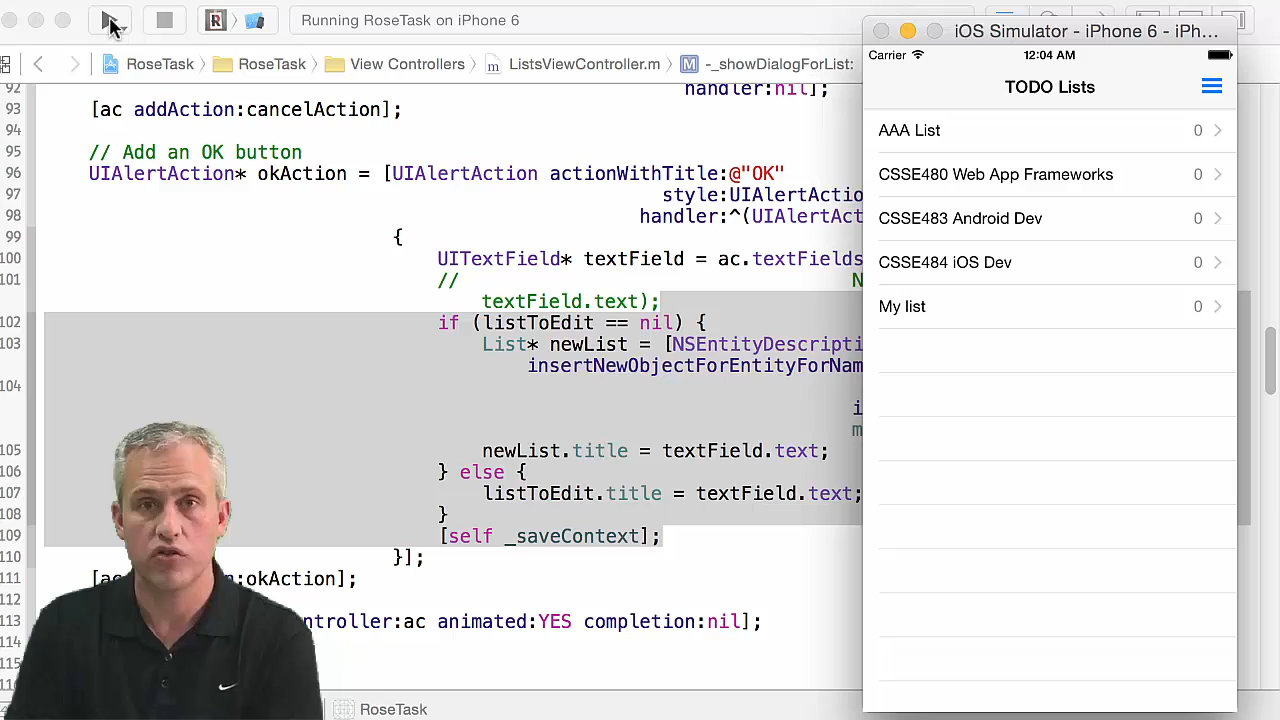 Running RoseTask on iPhone 6
RoseTask
RoseTask
View Controllers
m ListsViewController.m
M -_showDialogForList:
92 handler:nil];
93 [ac addAction:cancelAction];
94
95 // Add an OK button
96 UIAlertAction* okAction = [UIAlertAction actionWithTitle:@"OK"
97 style:UIAlertAction
98 handler:^(UIAlertAct
99 {
100 UITextField* textField = ac.textFields
101 // N
textField.text);
102 if (listToEdit == nil) {
103 List* newList = [NSEntityDescripti
insertNewObjectForEntityForNam
104
i
m
105 newList.title = textField.text;
106 } else {
107 listToEdit.title = textField.text;
108 }
109 [self _saveContext];
110 }];
111 [ac :okAction];
112
113 ntroller:ac animated:YES completion:nil];
114
115
RoseTask
iOS Simulator - iPhone 6 - iPh...
Carrier 12:04 AM
TODO Lists
AAA List 0
CSSE480 Web App Frameworks 0
CSSE483 Android Dev 0
CSSE484 iOS Dev 0
My list 0